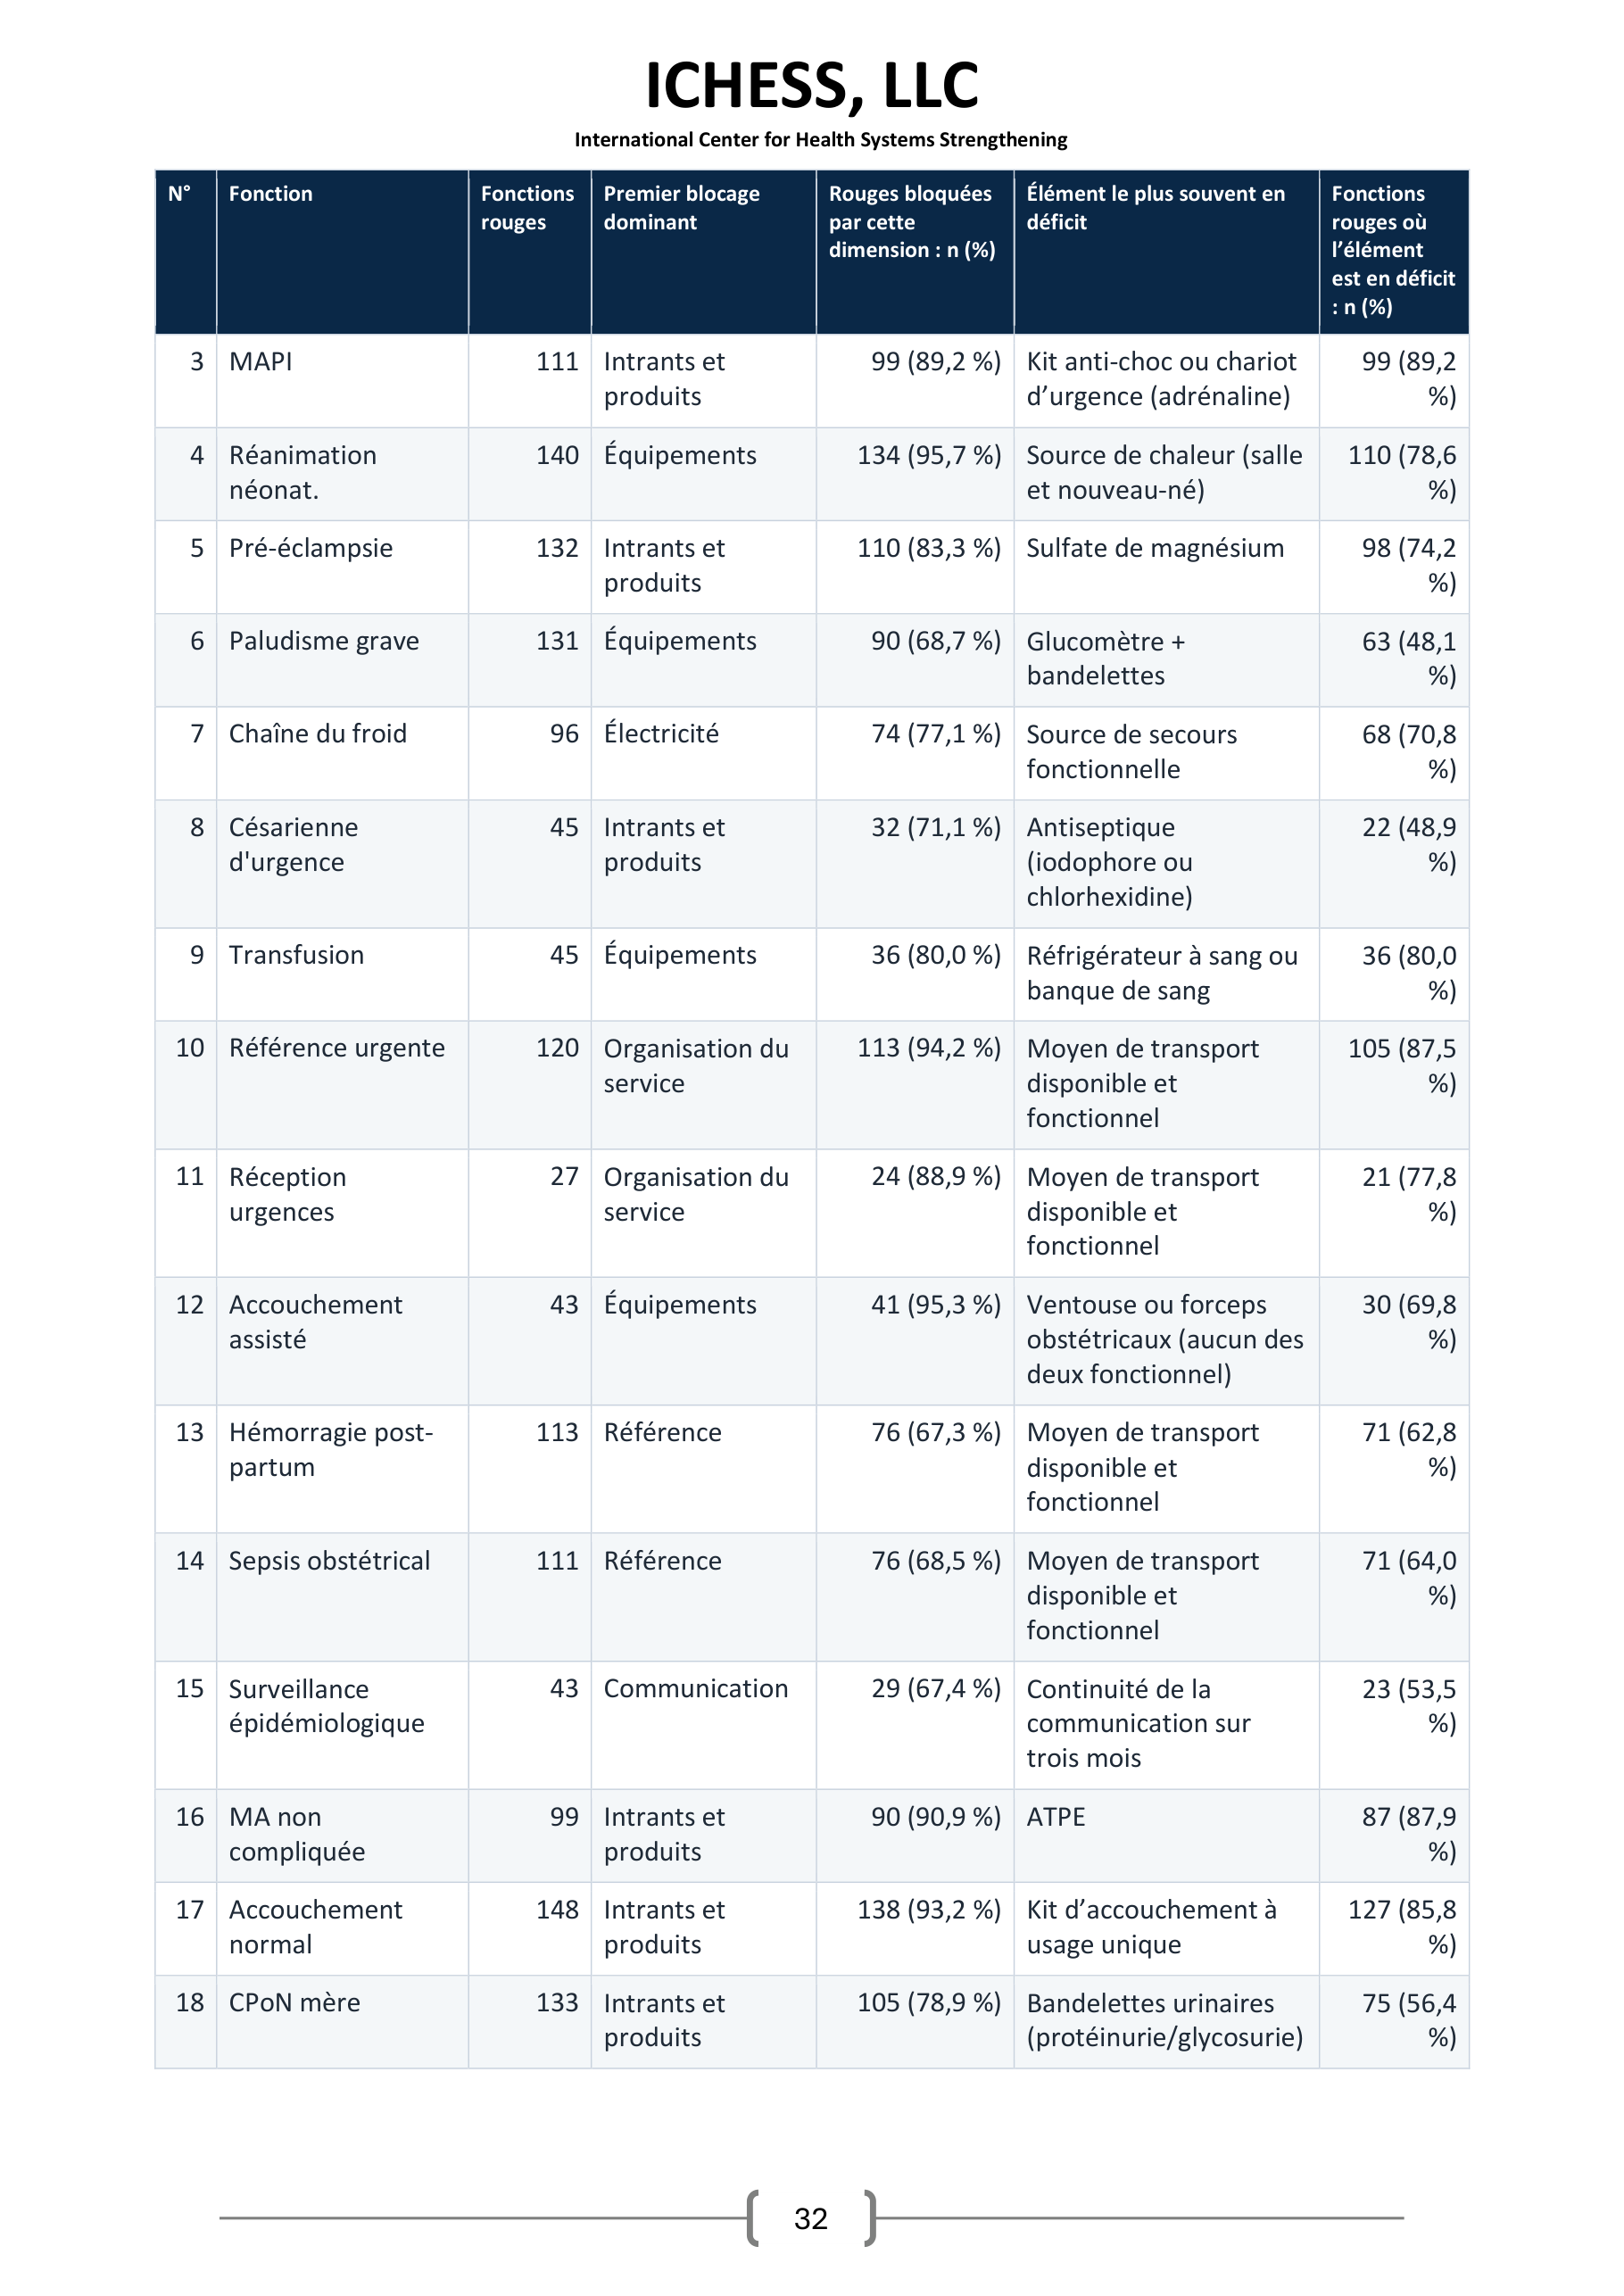 ICHESS, LLC
International Center for Health Systems Strengthening
N° Fonction Fonctions rouges Premier blocage dominant Rouges bloquées par cette dimension : n (%) Élément le plus souvent en déficit Fonctions rouges où l’élément est en déficit : n (%)
3 MAPI 111 Intrants et produits 99 (89,2 %) Kit anti-choc ou chariot d’urgence (adrénaline) 99 (89,2 %)
4 Réanimation néonat. 140 Équipements 134 (95,7 %) Source de chaleur (salle et nouveau-né) 110 (78,6 %)
5 Pré-éclampsie 132 Intrants et produits 110 (83,3 %) Sulfate de magnésium 98 (74,2 %)
6 Paludisme grave 131 Équipements 90 (68,7 %) Glucomètre + bandelettes 63 (48,1 %)
7 Chaîne du froid 96 Électricité 74 (77,1 %) Source de secours fonctionnelle 68 (70,8 %)
8 Césarienne d'urgence 45 Intrants et produits 32 (71,1 %) Antiseptique (iodophore ou chlorhexidine) 22 (48,9 %)
9 Transfusion 45 Équipements 36 (80,0 %) Réfrigérateur à sang ou banque de sang 36 (80,0 %)
10 Référence urgente 120 Organisation du service 113 (94,2 %) Moyen de transport disponible et fonctionnel 105 (87,5 %)
11 Réception urgences 27 Organisation du service 24 (88,9 %) Moyen de transport disponible et fonctionnel 21 (77,8 %)
12 Accouchement assisté 43 Équipements 41 (95,3 %) Ventouse ou forceps obstétricaux (aucun des deux fonctionnel) 30 (69,8 %)
13 Hémorragie post-partum 113 Référence 76 (67,3 %) Moyen de transport disponible et fonctionnel 71 (62,8 %)
14 Sepsis obstétrical 111 Référence 76 (68,5 %) Moyen de transport disponible et fonctionnel 71 (64,0 %)
15 Surveillance épidémiologique 43 Communication 29 (67,4 %) Continuité de la communication sur trois mois 23 (53,5 %)
16 MA non compliquée 99 Intrants et produits 90 (90,9 %) ATPE 87 (87,9 %)
17 Accouchement normal 148 Intrants et produits 138 (93,2 %) Kit d’accouchement à usage unique 127 (85,8 %)
18 CPoN mère 133 Intrants et produits 105 (78,9 %) Bandelettes urinaires (protéinurie/glycosurie) 75 (56,4 %)
32